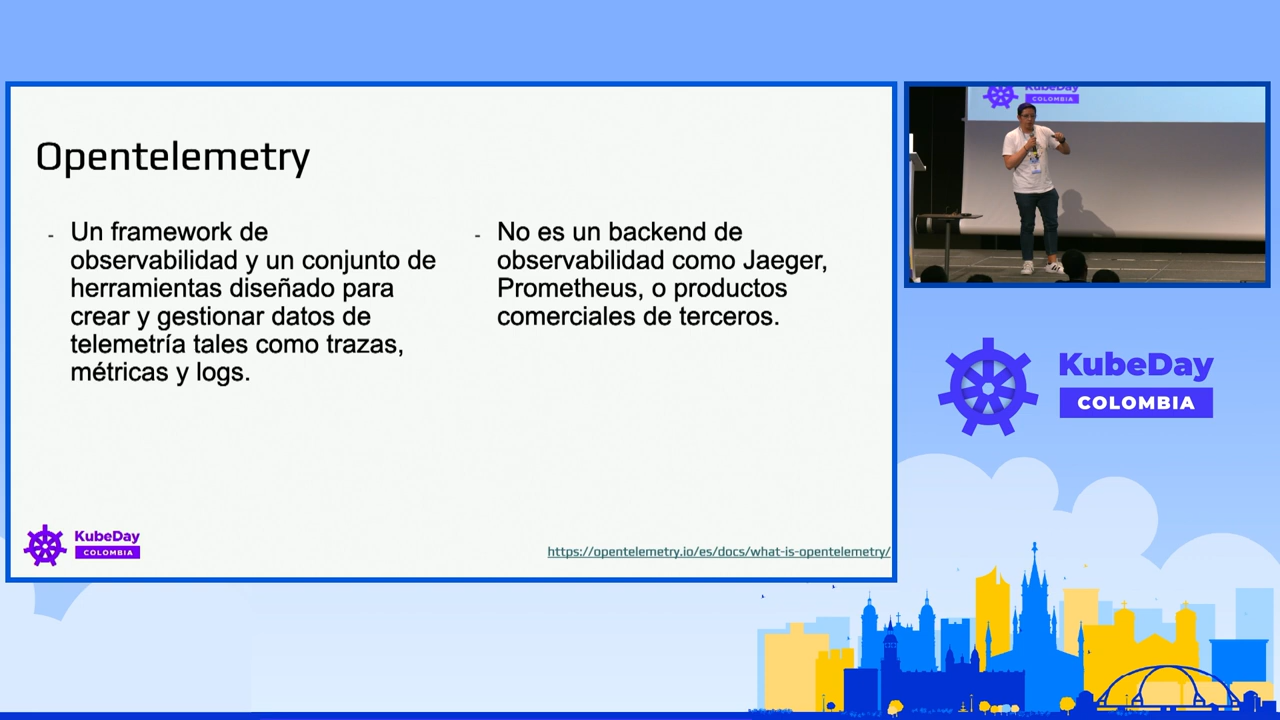 Opentelemetry
- Un framework de
observabilidad y un conjunto de
herramientas diseñado para
crear y gestionar datos de
telemetría tales como trazas,
métricas y logs.
- No es un backend de
observabilidad como Jaeger,
Prometheus, o productos
comerciales de terceros.
KubeDay
COLOMBIA
https://opentelemetry.io/es/docs/what-is-opentelemetry/
KubeDay
COLOMBIA
KubeDay
COLOMBIA